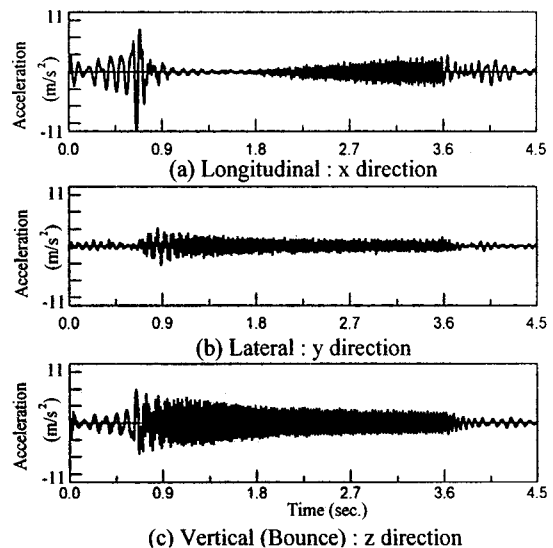 11
Acceleration
(m/s²)
-11
0.0 0.9 1.8 2.7 3.6 4.5
(a) Longitudinal : x direction
11
Acceleration
(m/s²)
-11
0.0 0.9 1.8 2.7 3.6 4.5
(b) Lateral : y direction
11
Acceleration
(m/s²)
-11
0.0 0.9 1.8 2.7 3.6 4.5
Time (sec.)
(c) Vertical (Bounce) : z direction